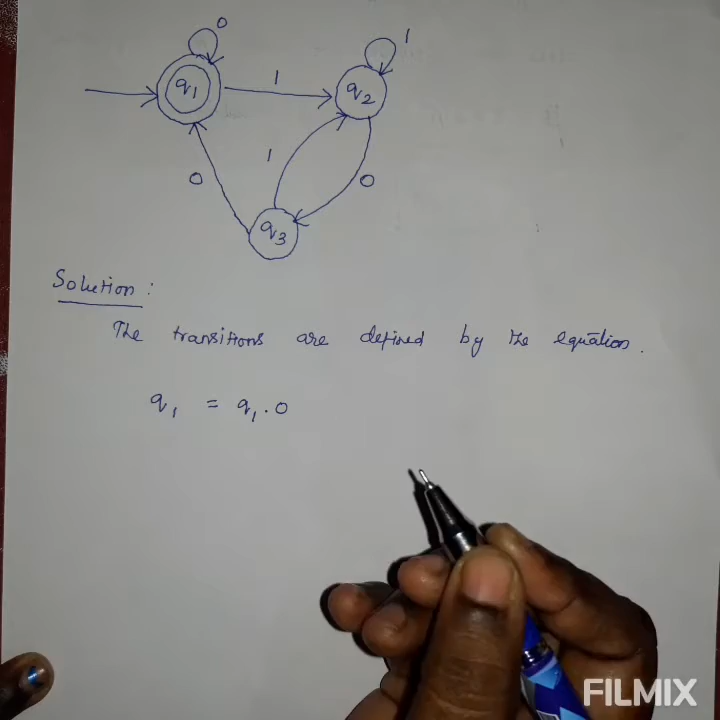 0
1
q1
1
q2
1
0
0
q3
Solution :
The transitions are defined by the equation.
q1 = q1 . 0
FILMIX